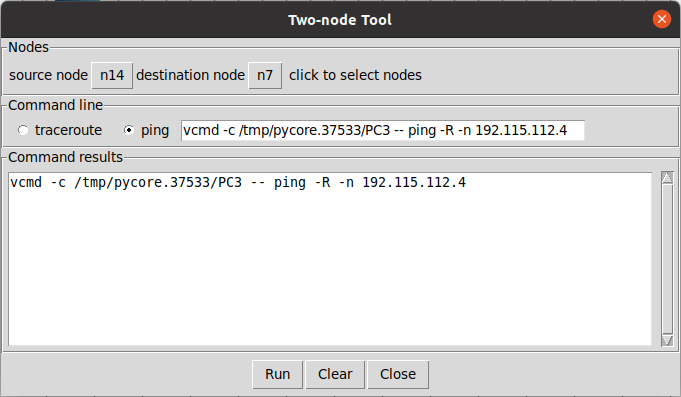 Two-node Tool
Nodes
source node n14 destination node n7 click to select nodes
Command line
traceroute ping vcmd -c /tmp/pycore.37533/PC3 -- ping -R -n 192.115.112.4
Command results
vcmd -c /tmp/pycore.37533/PC3 -- ping -R -n 192.115.112.4
Run Clear Close